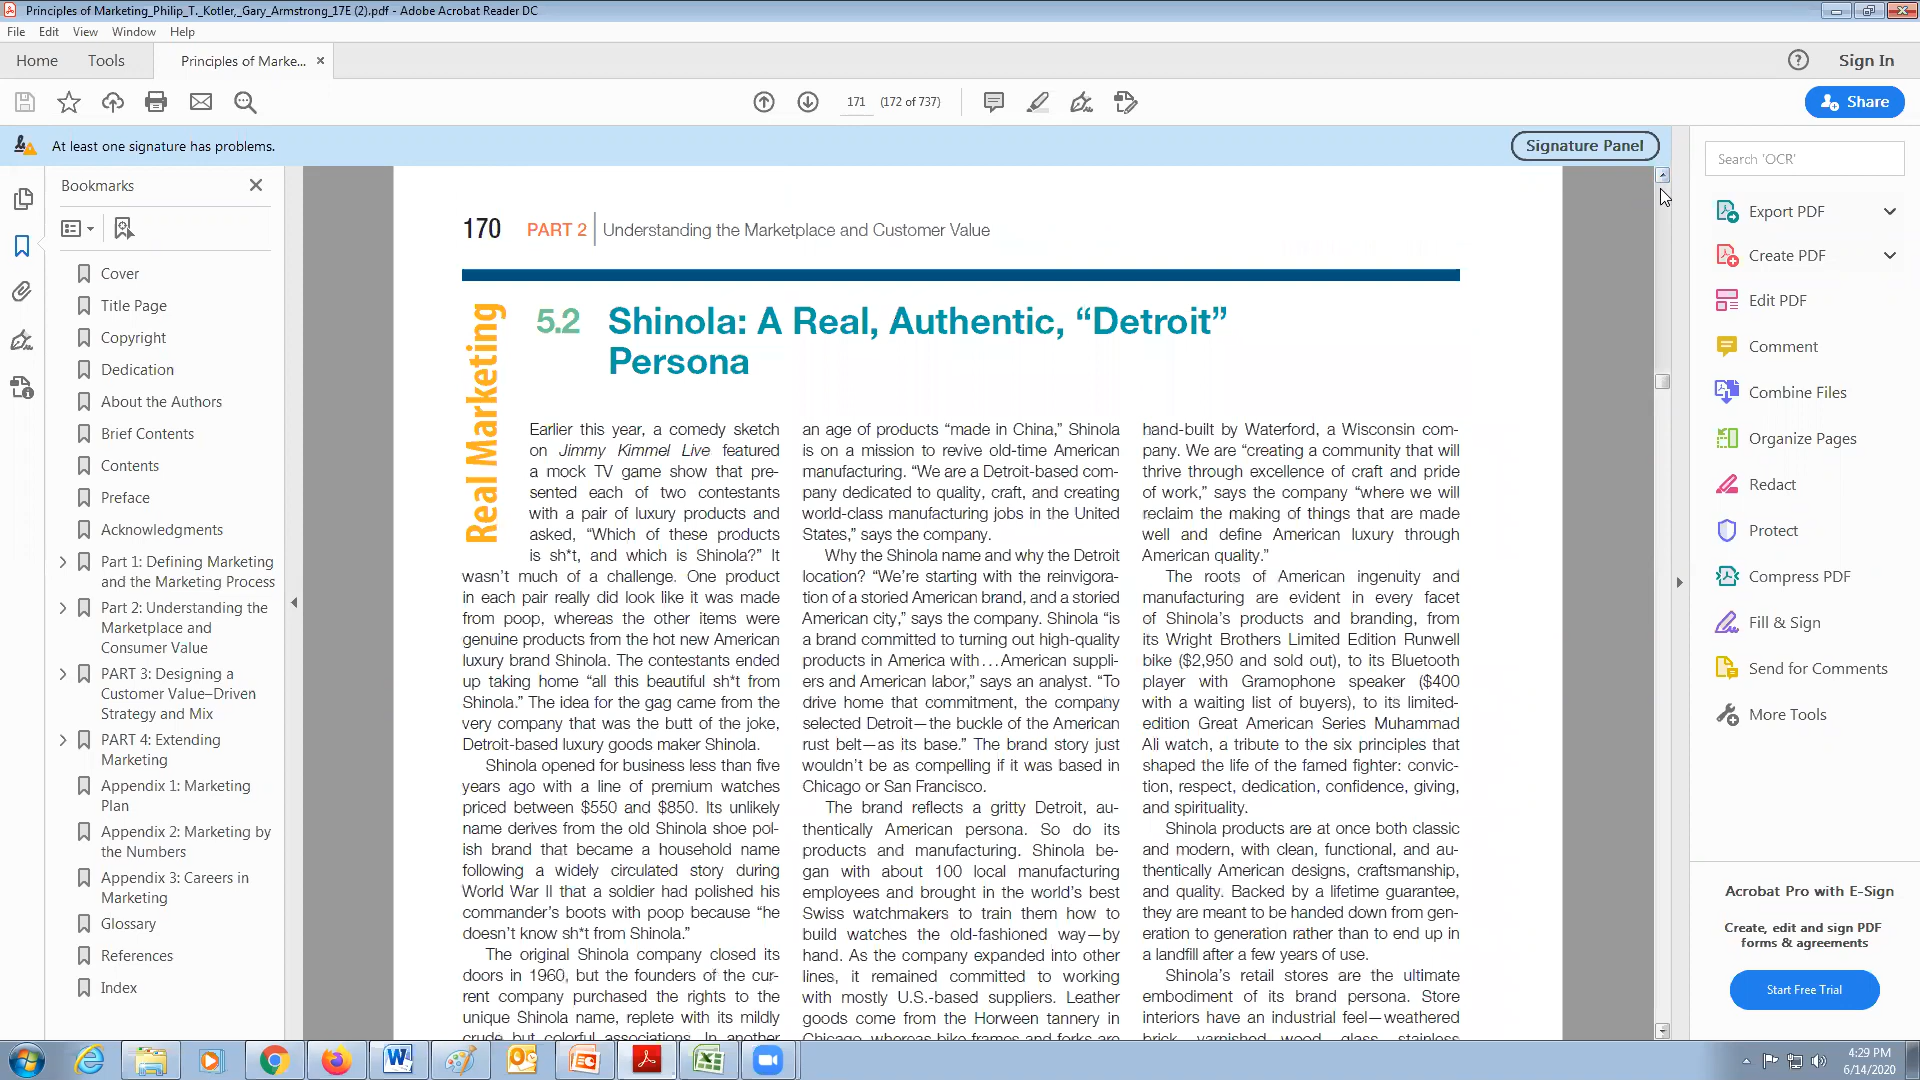 Principles of Marketing_Philip_T._Kotler,_Gary_Armstrong_17E (2).pdf - Adobe Acrobat Reader DC
File Edit View Window Help
Home Tools Principles of Marke... ×
Sign In
171 (172 of 737)
Share
At least one signature has problems.
Signature Panel
Bookmarks
Cover
Title Page
Copyright
Dedication
About the Authors
Brief Contents
Contents
Preface
Acknowledgments
Part 1: Defining Marketing
and the Marketing Process
Part 2: Understanding the
Marketplace and
Consumer Value
PART 3: Designing a
Customer Value–Driven
Strategy and Mix
PART 4: Extending
Marketing
Appendix 1: Marketing
Plan
Appendix 2: Marketing by
the Numbers
Appendix 3: Careers in
Marketing
Glossary
References
Index
170 PART 2 Understanding the Marketplace and Customer Value
Real Marketing
5.2 Shinola: A Real, Authentic, “Detroit”
Persona
Earlier this year, a comedy sketch
on Jimmy Kimmel Live featured
a mock TV game show that pre-
sented each of two contestants
with a pair of luxury products and
asked, “Which of these products
is sh*t, and which is Shinola?” It
wasn’t much of a challenge. One product
in each pair really did look like it was made
from poop, whereas the other items were
genuine products from the hot new American
luxury brand Shinola. The contestants ended
up taking home “all this beautiful sh*t from
Shinola.” The idea for the gag came from the
very company that was the butt of the joke,
Detroit-based luxury goods maker Shinola.
Shinola opened for business less than five
years ago with a line of premium watches
priced between $550 and $850. Its unlikely
name derives from the old Shinola shoe pol-
ish brand that became a household name
following a widely circulated story during
World War II that a soldier had polished his
commander’s boots with poop because “he
doesn’t know sh*t from Shinola.”
The original Shinola company closed its
doors in 1960, but the founders of the cur-
rent company purchased the rights to the
unique Shinola name, replete with its mildly
crude but colorful associations. In another
an age of products “made in China,” Shinola
is on a mission to revive old-time American
manufacturing. “We are a Detroit-based com-
pany dedicated to quality, craft, and creating
world-class manufacturing jobs in the United
States,” says the company.
Why the Shinola name and why the Detroit
location? “We’re starting with the reinvigora-
tion of a storied American brand, and a storied
American city,” says the company. Shinola “is
a brand committed to turning out high-quality
products in America with…American suppli-
ers and American labor,” says an analyst. “To
drive home that commitment, the company
selected Detroit—the buckle of the American
rust belt—as its base.” The brand story just
wouldn’t be as compelling if it was based in
Chicago or San Francisco.
The brand reflects a gritty Detroit, au-
thentically American persona. So do its
products and manufacturing. Shinola be-
gan with about 100 local manufacturing
employees and brought in the world’s best
Swiss watchmakers to train them how to
build watches the old-fashioned way—by
hand. As the company expanded into other
lines, it remained committed to working
with mostly U.S.-based suppliers. Leather
goods come from the Horween tannery in
Chicago, whereas bike frames and forks are
hand-built by Waterford, a Wisconsin com-
pany. We are “creating a community that will
thrive through excellence of craft and pride
of work,” says the company “where we will
reclaim the making of things that are made
well and define American luxury through
American quality.”
The roots of American ingenuity and
manufacturing are evident in every facet
of Shinola’s products and branding, from
its Wright Brothers Limited Edition Runwell
bike ($2,950 and sold out), to its Bluetooth
player with Gramophone speaker ($400
with a waiting list of buyers), to its limited-
edition Great American Series Muhammad
Ali watch, a tribute to the six principles that
shaped the life of the famed fighter: convic-
tion, respect, dedication, confidence, giving,
and spirituality.
Shinola products are at once both classic
and modern, with clean, functional, and au-
thentically American designs, craftsmanship,
and quality. Backed by a lifetime guarantee,
they are meant to be handed down from gen-
eration to generation rather than to end up in
a landfill after a few years of use.
Shinola’s retail stores are the ultimate
embodiment of its brand persona. Store
interiors have an industrial feel—weathered
brick, varnished wood, glass, stainless
Search 'OCR'
Export PDF
Create PDF
Edit PDF
Comment
Combine Files
Organize Pages
Redact
Protect
Compress PDF
Fill & Sign
Send for Comments
More Tools
Acrobat Pro with E-Sign
Create, edit and sign PDF
forms & agreements
Start Free Trial
4:29 PM
6/14/2020